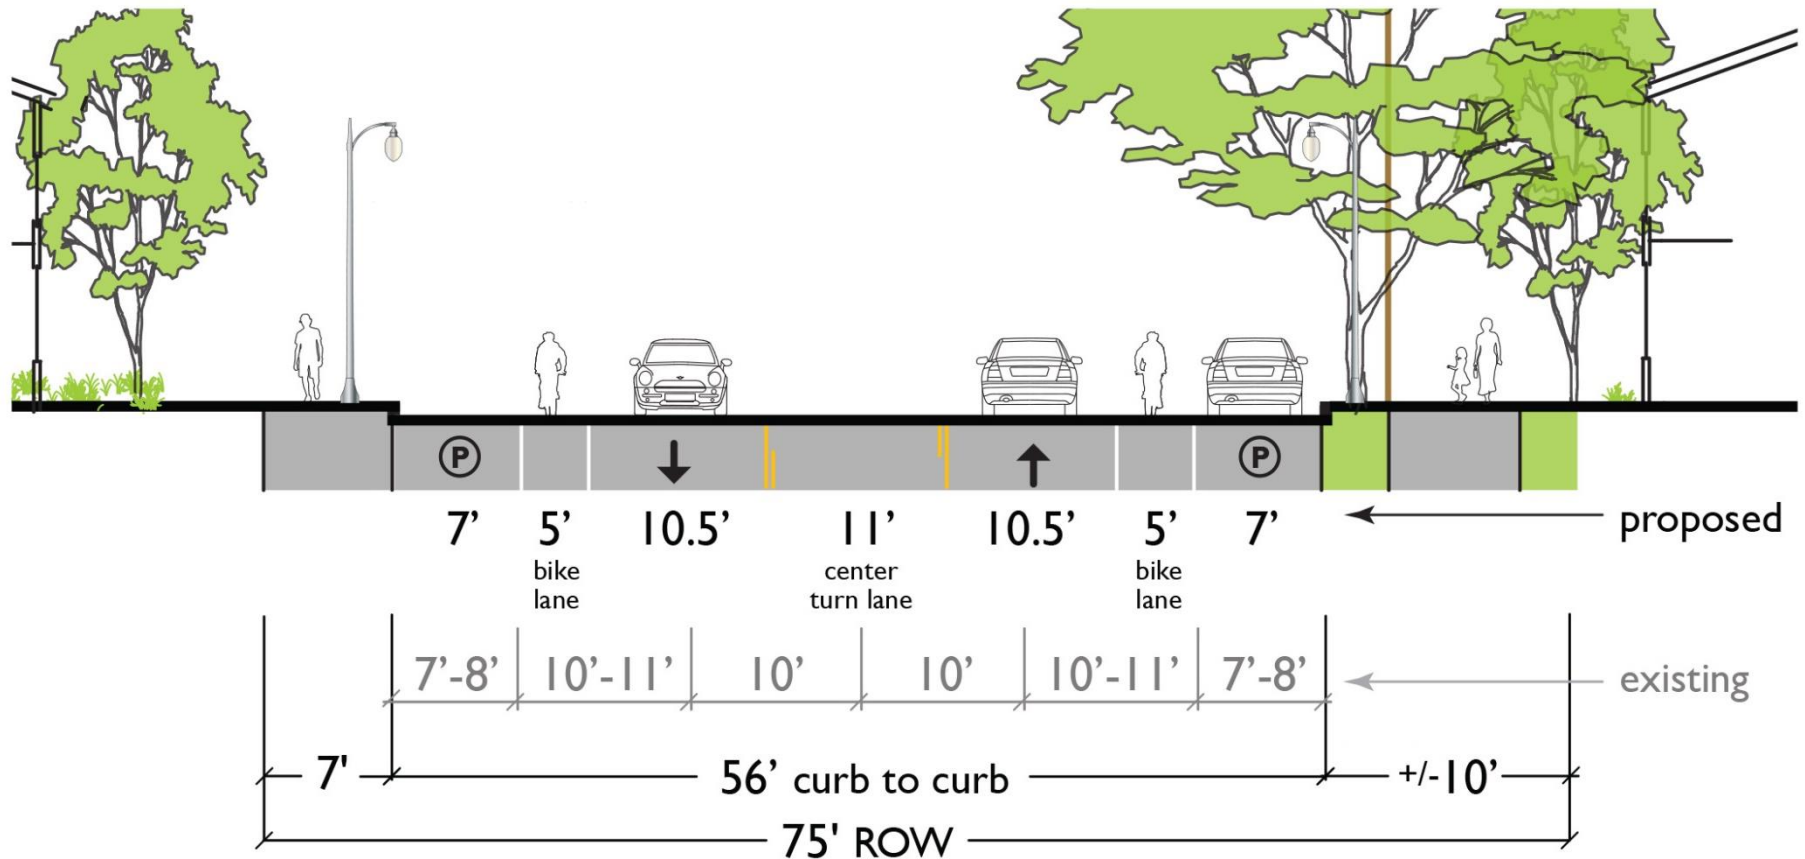 P P
7’ 5’ 10.5’ 11’ 10.5’ 5’ 7’ proposed
bike center bike
lane turn lane lane
7’-8’ 10’-11’ 10’ 10’ 10’-11’ 7’-8’ existing
7' 56’ curb to curb +/-10’
75' ROW